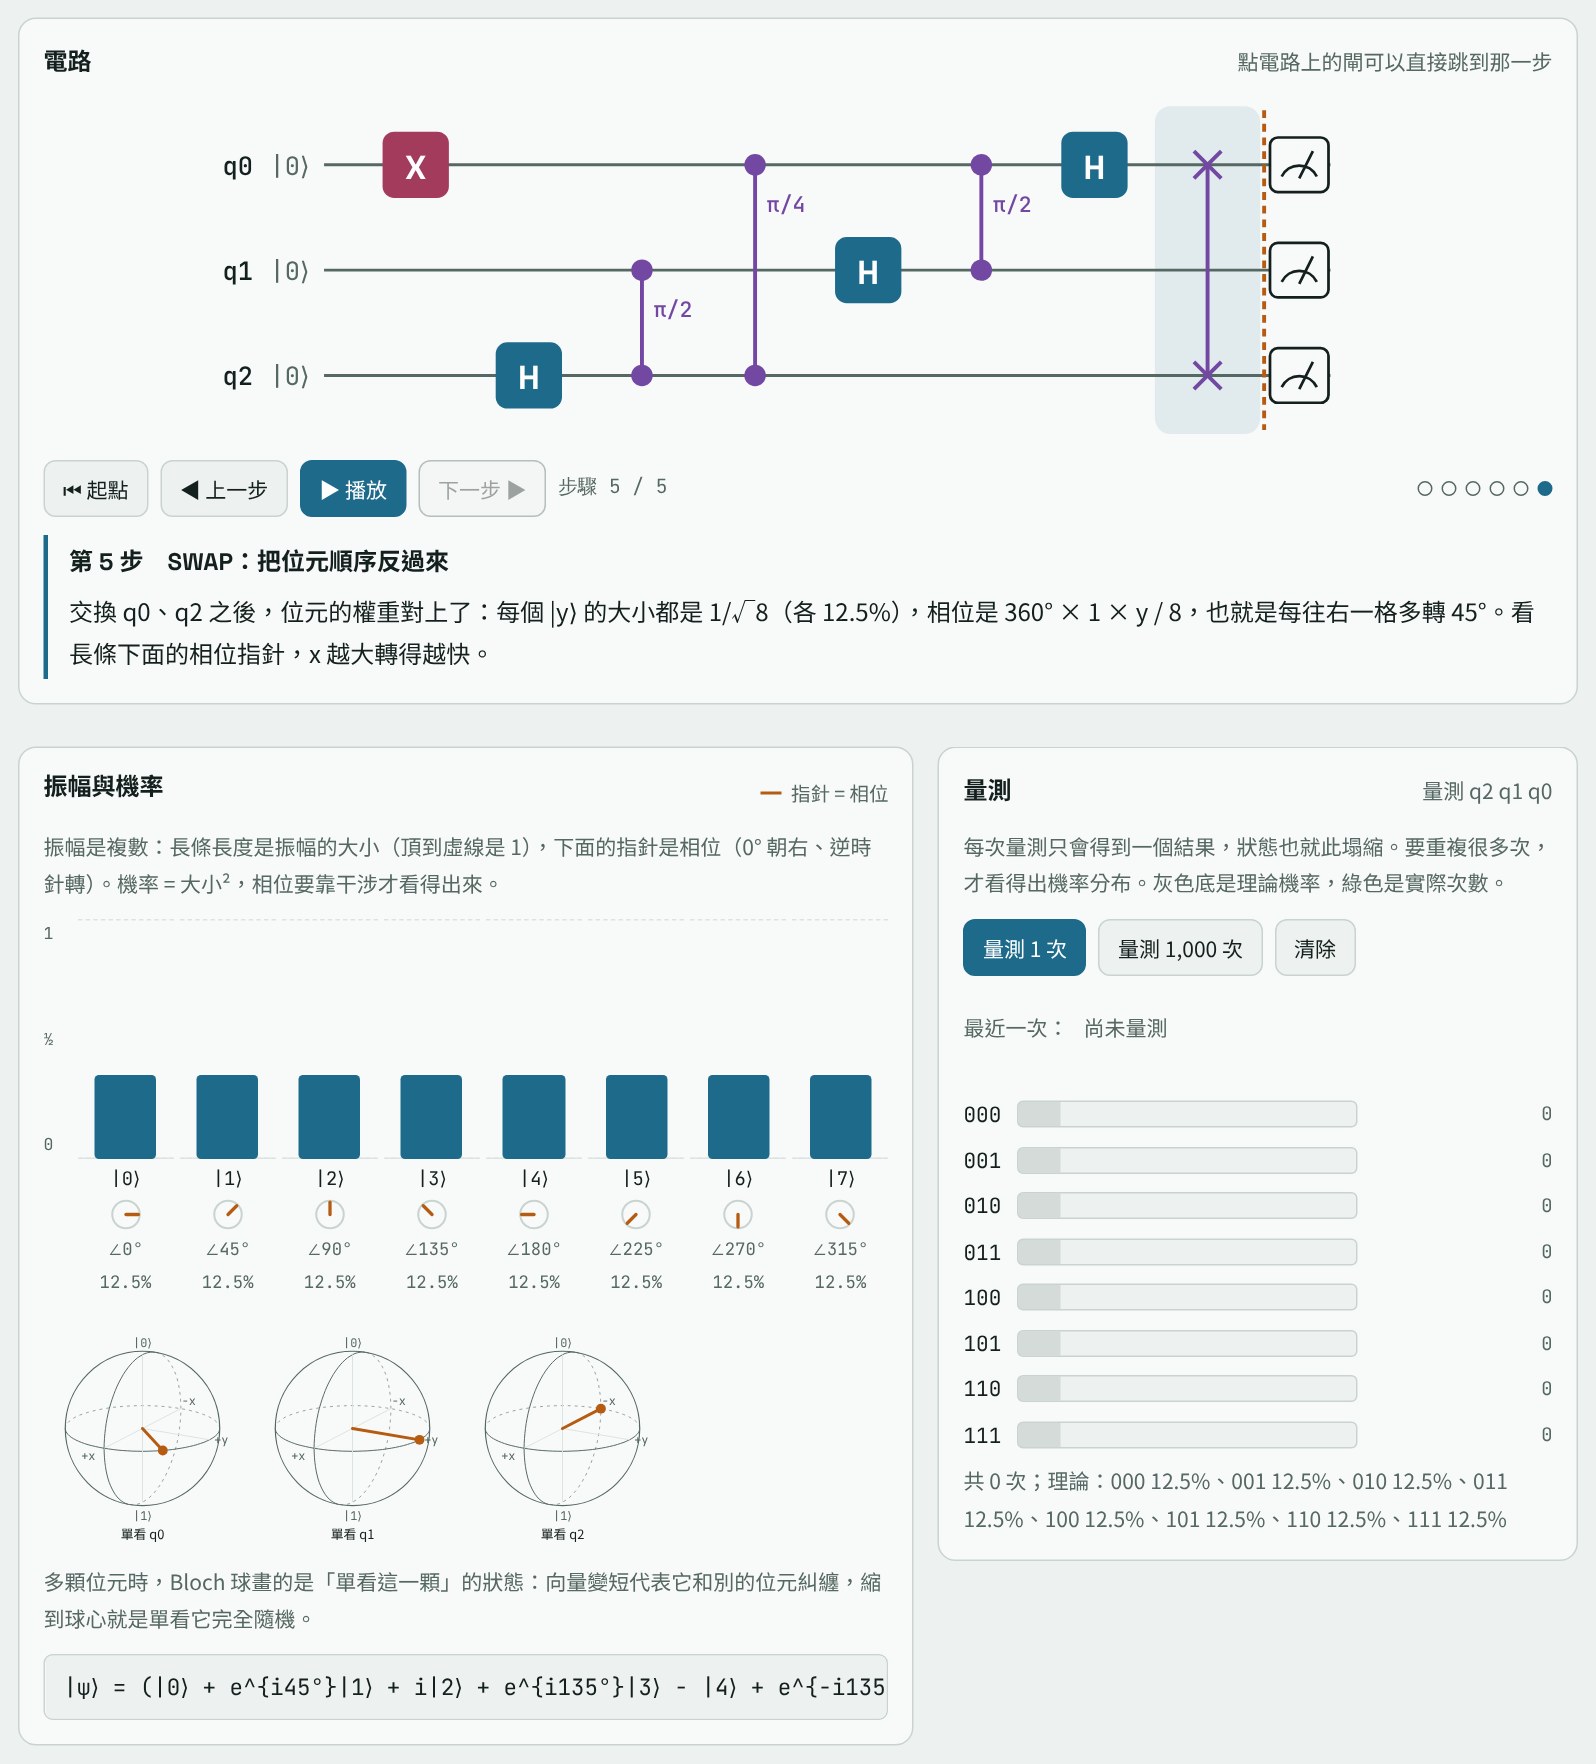 電路
點電路上的閘可以直接跳到那一步
q0 |0⟩ X H
π/4 π/2
q1 |0⟩ H
π/2
q2 |0⟩ H
⏮ 起點 ◀ 上一步 ▶ 播放 下一步 ▶ 步驟 5 / 5
第 5 步 SWAP：把位元順序反過來
交換 q0、q2 之後，位元的權重對上了：每個 |y⟩ 的大小都是 1/√8（各 12.5%），相位是 360° × 1 × y / 8，也就是每往右一格多轉 45°。看
長條下面的相位指針，x 越大轉得越快。
振幅與機率
指針 = 相位
振幅是複數：長條長度是振幅的大小（頂到虛線是 1），下面的指針是相位（0° 朝右、逆時
針轉）。機率 = 大小²，相位要靠干涉才看得出來。
1
½
0
|0⟩ |1⟩ |2⟩ |3⟩ |4⟩ |5⟩ |6⟩ |7⟩
∠0° ∠45° ∠90° ∠135° ∠180° ∠225° ∠270° ∠315°
12.5% 12.5% 12.5% 12.5% 12.5% 12.5% 12.5% 12.5%
|0⟩ |0⟩ |0⟩
-x -x -x
+y +y +y
+x +x +x
|1⟩ |1⟩ |1⟩
單看 q0 單看 q1 單看 q2
多顆位元時，Bloch 球畫的是「單看這一顆」的狀態：向量變短代表它和別的位元糾纏，縮
到球心就是單看它完全隨機。
|ψ⟩ = (|0⟩ + e^{i45°}|1⟩ + i|2⟩ + e^{i135°}|3⟩ - |4⟩ + e^{-i135
量測
量測 q2 q1 q0
每次量測只會得到一個結果，狀態也就此塌縮。要重複很多次，
才看得出機率分布。灰色底是理論機率，綠色是實際次數。
量測 1 次 量測 1,000 次 清除
最近一次： 尚未量測
000 0
001 0
010 0
011 0
100 0
101 0
110 0
111 0
共 0 次；理論：000 12.5%、001 12.5%、010 12.5%、011
12.5%、100 12.5%、101 12.5%、110 12.5%、111 12.5%